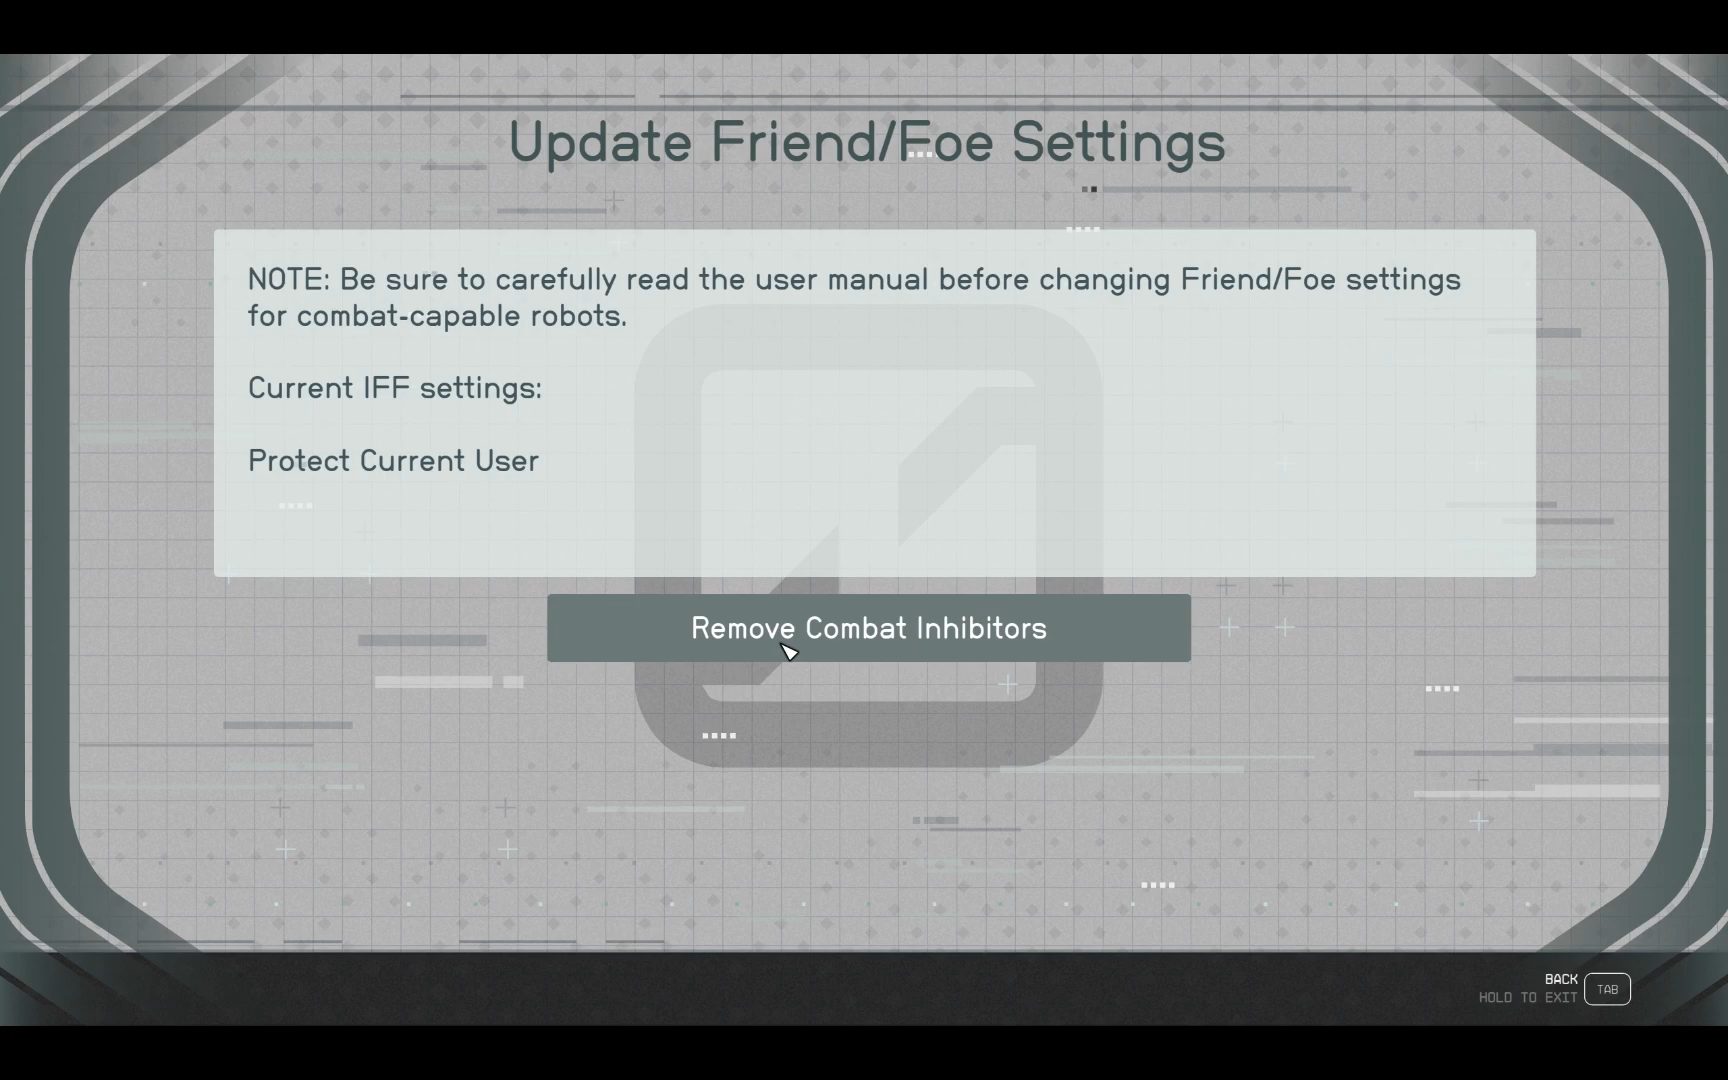 Update Friend/Foe Settings
NOTE: Be sure to carefully read the user manual before changing Friend/Foe settings
for combat-capable robots.
Current IFF settings:
Protect Current User
Remove Combat Inhibitors
BACK
HOLD TO EXIT
TAB